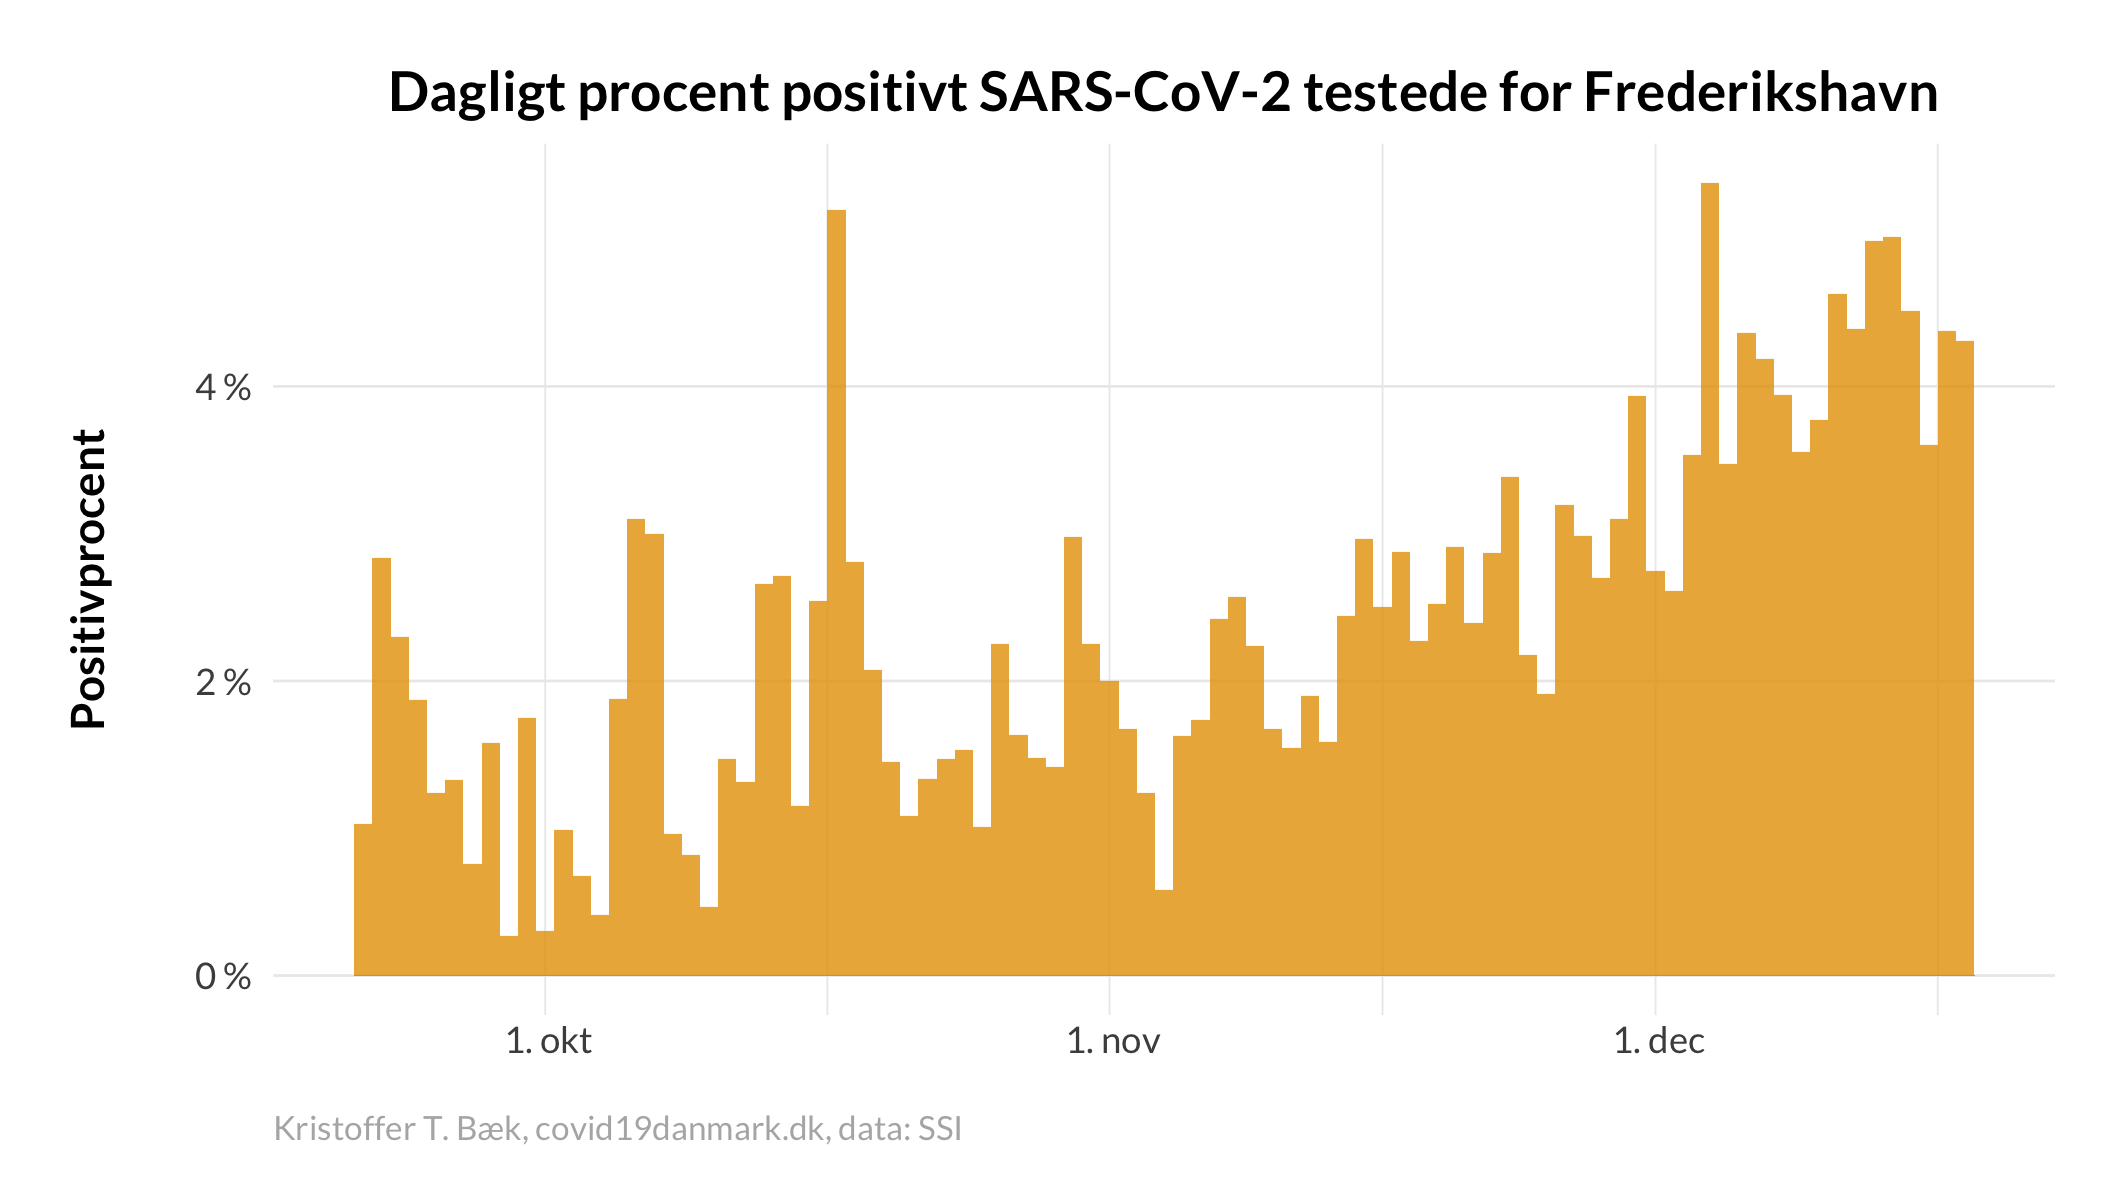 Dagligt procent positivt SARS-CoV-2 testede for Frederikshavn
Positivprocent
4 %
2 %
0 %
1. okt
1. nov
1. dec
Kristoffer T. Bæk, covid19danmark.dk, data: SSI